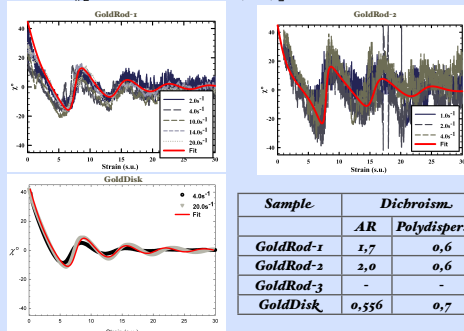 GoldRod-1
GoldRod-2
40
20
0
-20
-40
0
5
10
15
20
25
30
χ°
Strain (s.u.)
2.0s⁻¹
4.0s⁻¹
10.0s⁻¹
14.0s⁻¹
20.0s⁻¹
Fit
40
20
0
-20
-40
0
5
10
15
20
25
30
χ°
Strain (s.u.)
1.0s⁻¹
2.0s⁻¹
4.0s⁻¹
Fit
GoldDisk
40
20
0
-20
-40
0
5
10
15
20
25
30
χ°
4.0s⁻¹
20.0s⁻¹
Fit
Strain (s.u.)
Sample Dichroism
AR Polydispers
GoldRod-1 1,7 0,6
GoldRod-2 2,0 0,6
GoldRod-3 - -
GoldDisk 0,556 0,7